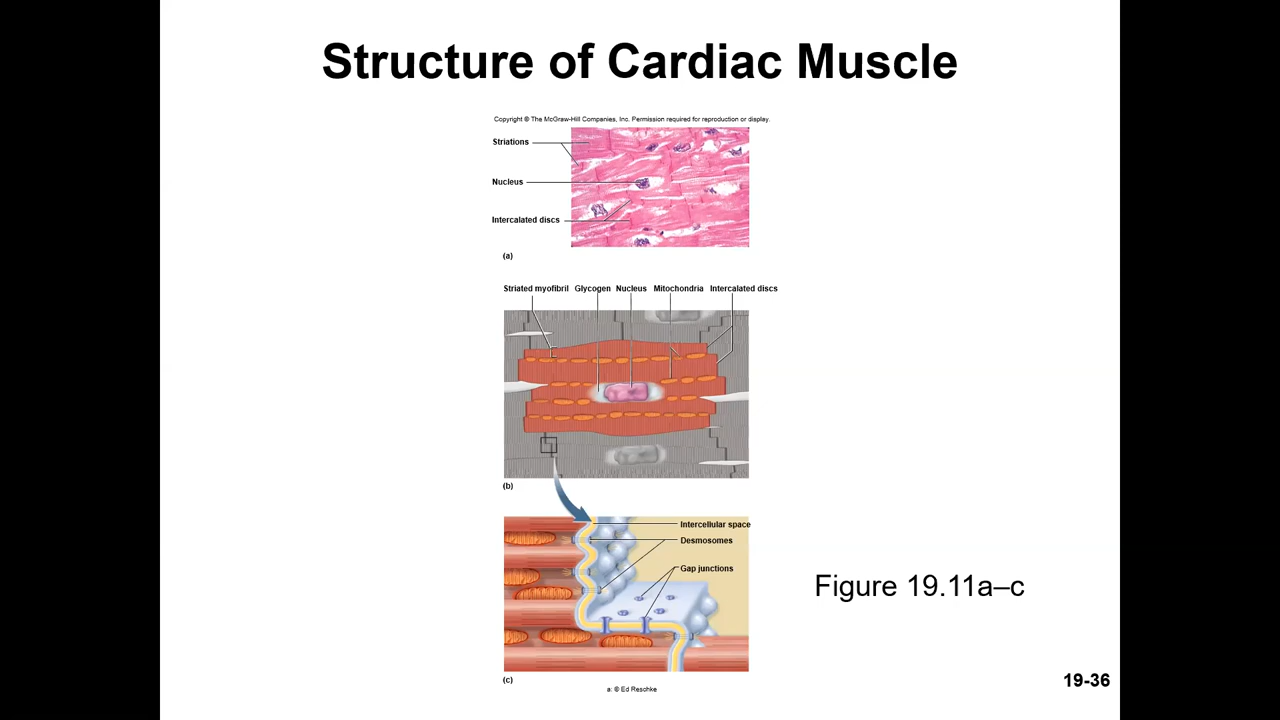 Structure of Cardiac Muscle
Copyright © The McGraw-Hill Companies, Inc. Permission required for reproduction or display.
Striations
Nucleus
Intercalated discs
(a)
Striated myofibril Glycogen Nucleus Mitochondria Intercalated discs
(b)
Intercellular space
Desmosomes
Gap junctions
Figure 19.11a–c
(c)
19-36
a: © Ed Reschke